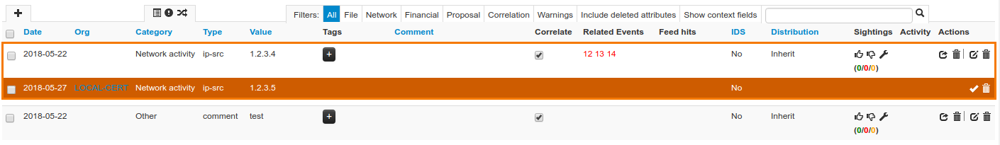 Filters: All File Network Financial Proposal Correlation Warnings Include deleted attributes Show context fields
Date Org Category Type Value Tags Comment Correlate Related Events Feed hits IDS Distribution Sightings Activity Actions
2018-05-22 Network activity ip-src 1.2.3.4 + 12 13 14 No Inherit
(0/0/0)
2018-05-27 LOCAL-CERT Network activity ip-src 1.2.3.5 No
2018-05-22 Other comment test + No Inherit
(0/0/0)